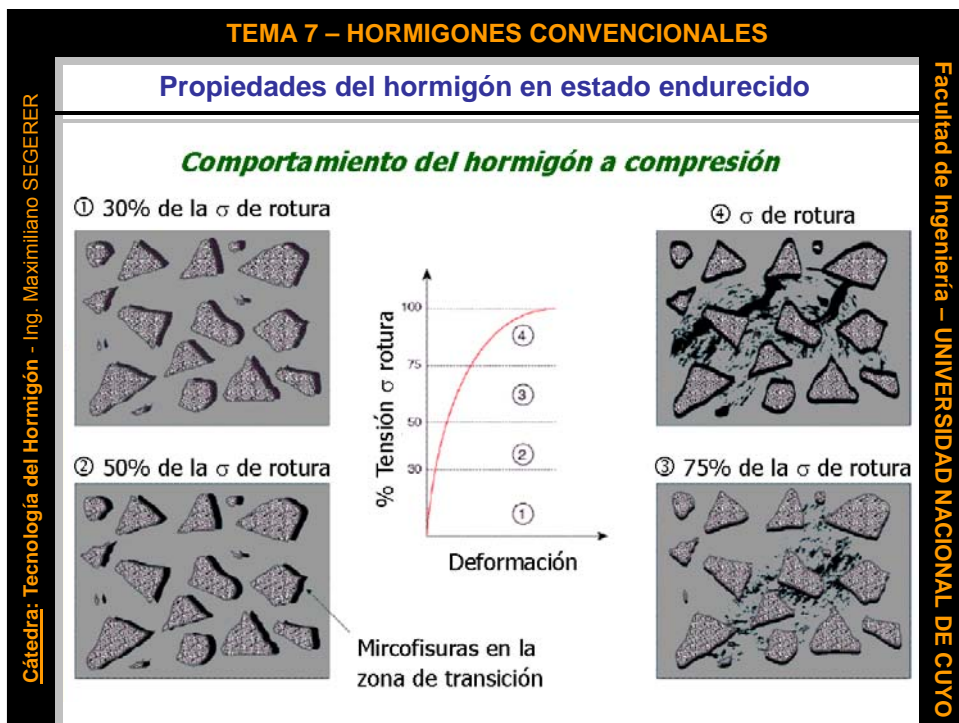 TEMA 7 – HORMIGONES CONVENCIONALES
Propiedades del hormigón en estado endurecido
Comportamiento del hormigón a compresión
① 30% de la σ de rotura
④ σ de rotura
② 50% de la σ de rotura
③ 75% de la σ de rotura
% Tensión σ rotura
100
④
75
③
50
②
30
①
Deformación
Mircofisuras en la
zona de transición
Cátedra: Tecnología del Hormigón - Ing. Maximiliano SEGERER
Facultad de Ingeniería – UNIVERSIDAD NACIONAL DE CUYO